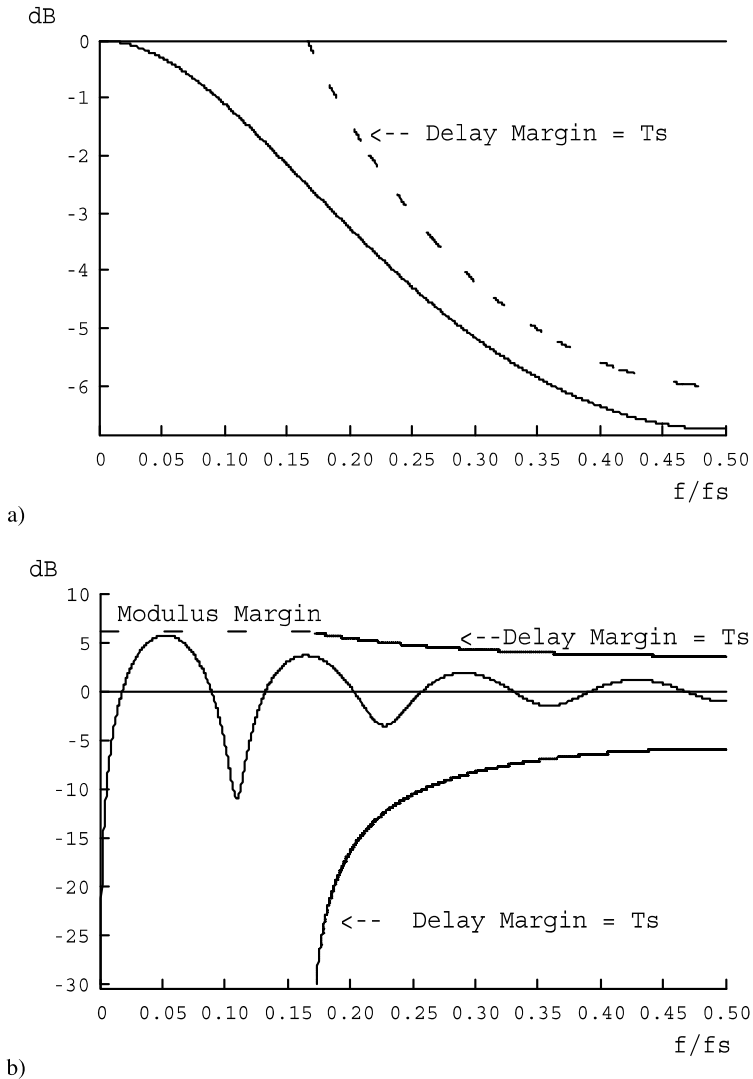 dB
0
-1
<-- Delay Margin = Ts
-2
-3
-4
-5
-6
0 0.05 0.10 0.15 0.20 0.25 0.30 0.35 0.40 0.45 0.50
f/fs
a)
dB
10
Modulus Margin
5
<--Delay Margin = Ts
0
-5
-10
-15
-20
<-- Delay Margin = Ts
-25
-30
0 0.05 0.10 0.15 0.20 0.25 0.30 0.35 0.40 0.45 0.50
f/fs
b)